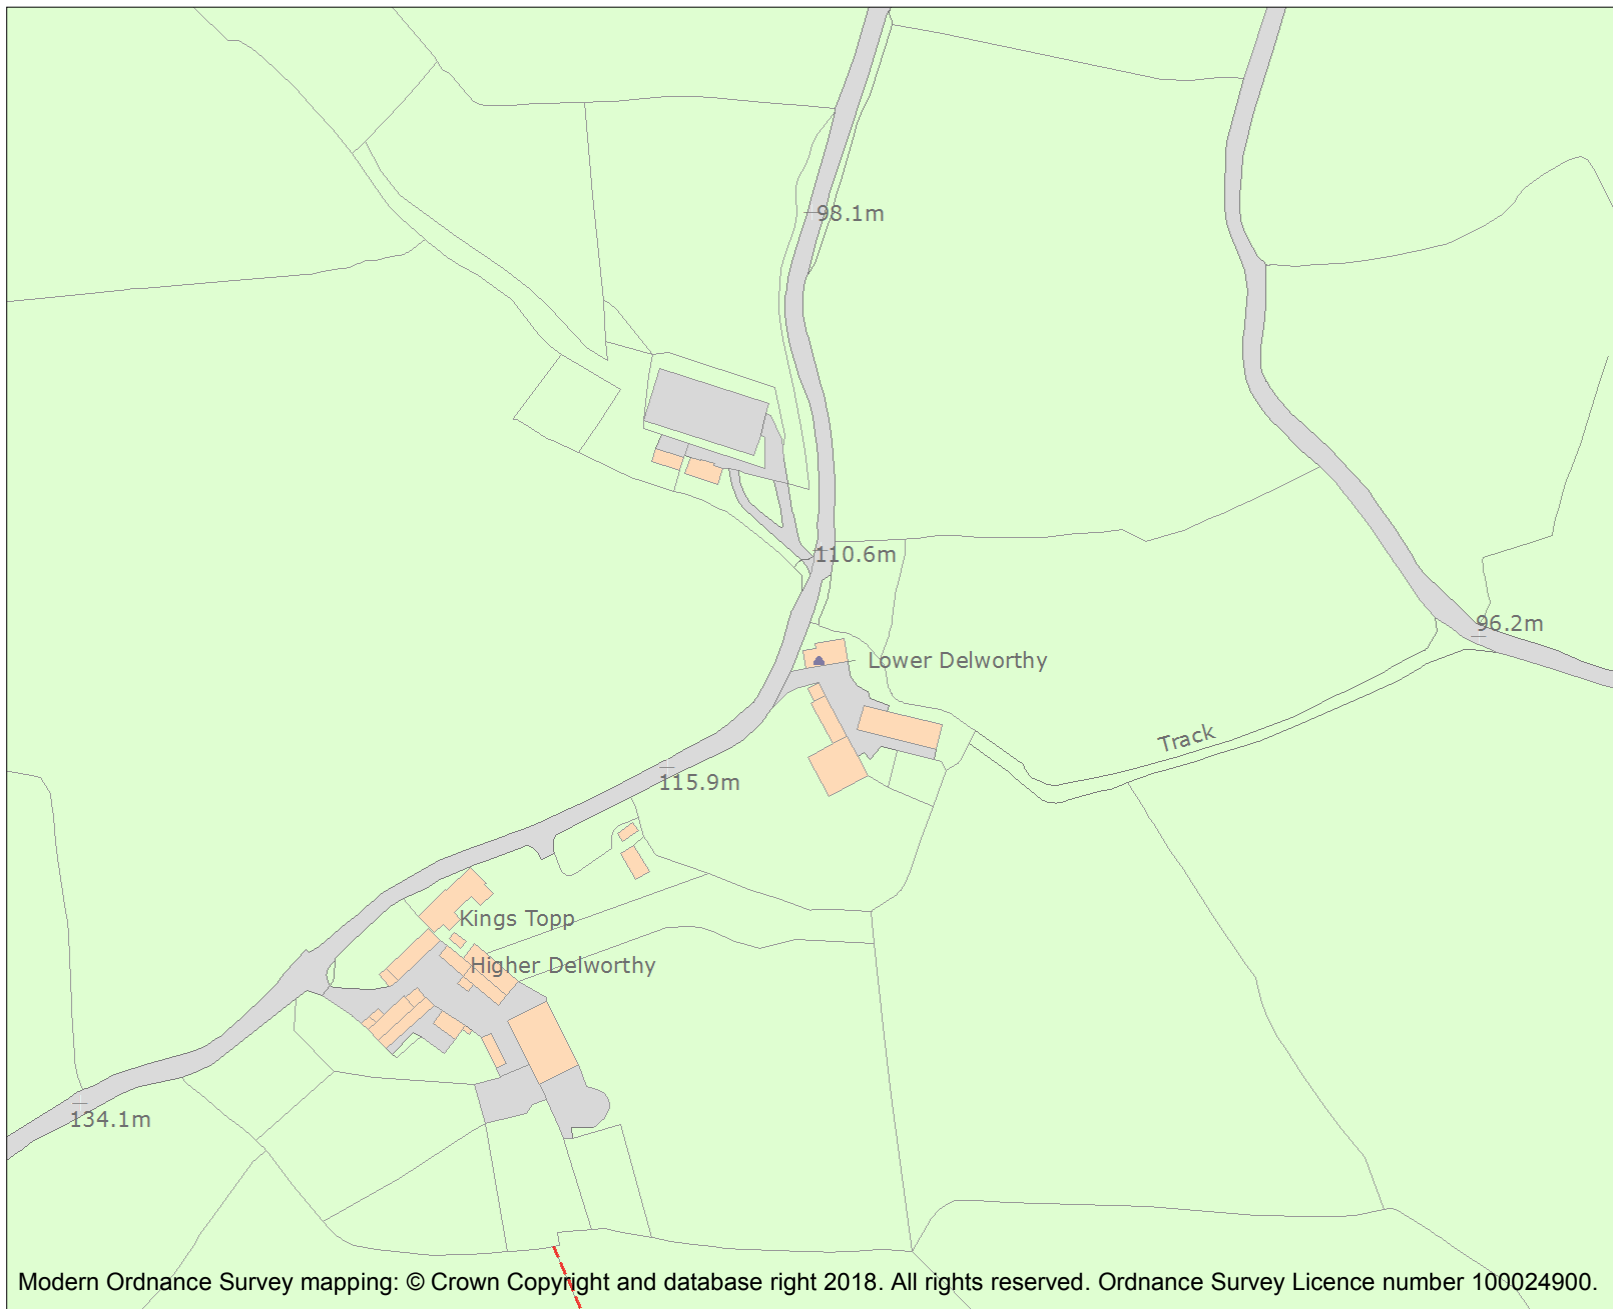 98.1m
110.6m
96.2m
Lower Delworthy
Track
115.9m
Kings Topp
Higher Delworthy
134.1m
Modern Ordnance Survey mapping: © Crown Copyright and database right 2018. All rights reserved. Ordnance Survey Licence number 100024900.